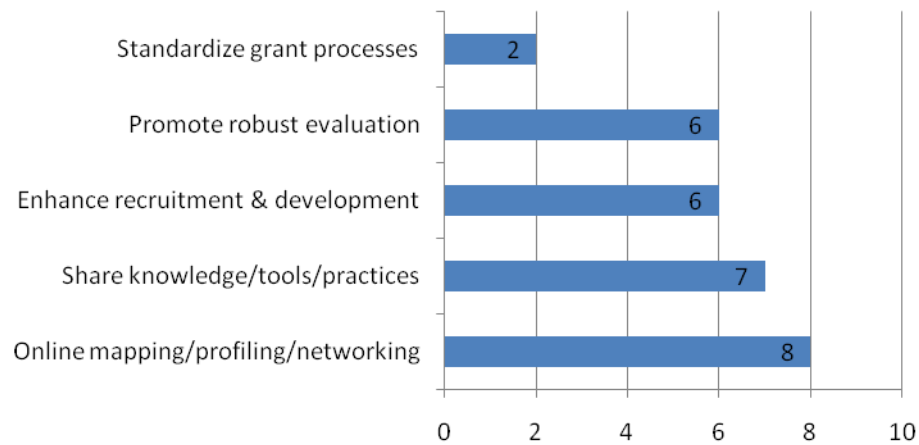 Standardize grant processes 2
Promote robust evaluation 6
Enhance recruitment & development 6
Share knowledge/tools/practices 7
Online mapping/profiling/networking 8
0 2 4 6 8 10